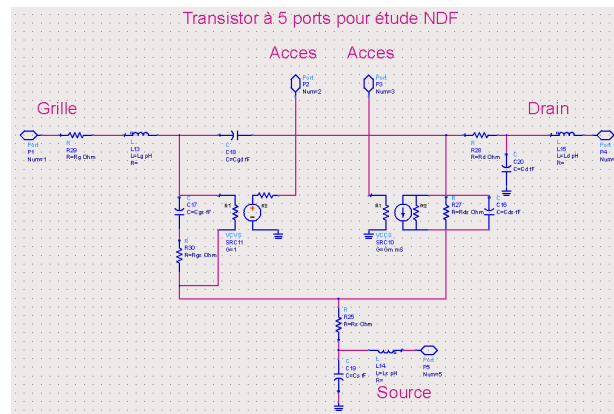 Transistor à 5 ports pour étude NDF
Acces
Acces
Port
P2
Num=2
Port
P3
Num=3
Grille
Drain
Port
P1
Num=1
R
R29
R=Rg Ohm
L
L13
L=Lg pH
R=
C
C18
C=Cgd fF
R
R28
R=Rd Ohm
C
C20
C=Cd fF
L
L15
L=Ld pH
R=
Port
P4
C
C17
C=Cgs fF
R
R30
R=Rgs Ohm
R1
R2
VCVS
SRC11
G=1
R1
R2
VCCS
SRC10
G=Gm mS
R
R27
R=Rds Ohm
C
C16
C=Cds fF
R
R25
R=Rs Ohm
C
C19
C=Cs fF
L
L14
L=Ls pH
R=
Port
P5
Num=5
Source